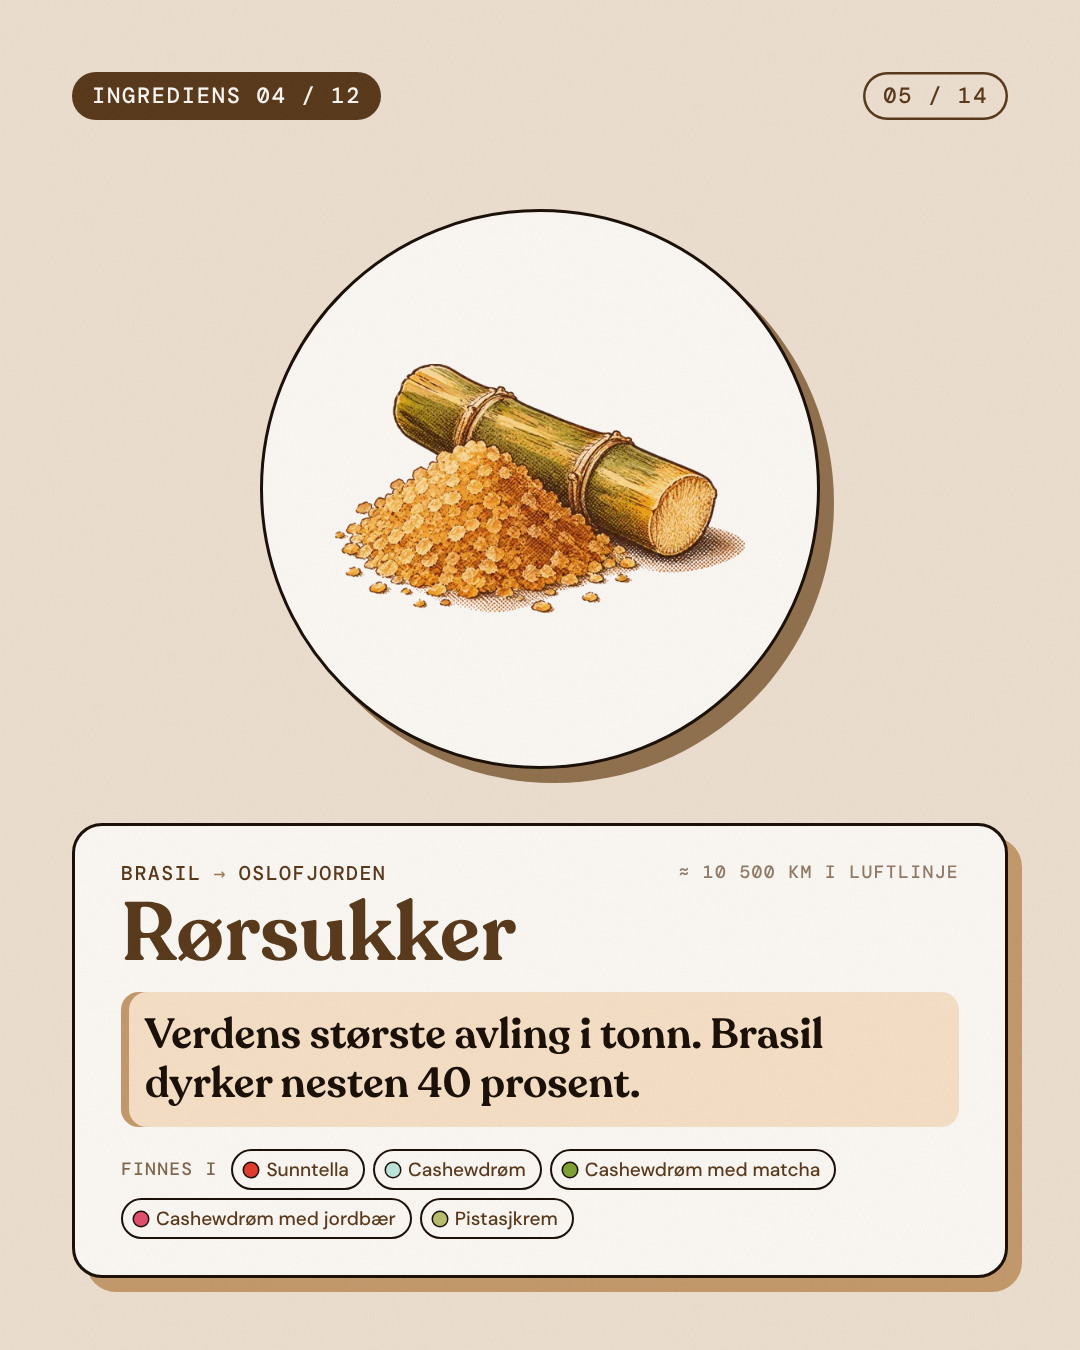 INGREDIENS 04 / 12
05 / 14
BRASIL → OSLOFJORDEN
≈ 10 500 KM I LUFTLINJE
Rørsukker
Verdens største avling i tonn. Brasil
dyrker nesten 40 prosent.
FINNES I Sunntella Cashewdrøm Cashewdrøm med matcha
Cashewdrøm med jordbær Pistasjkrem